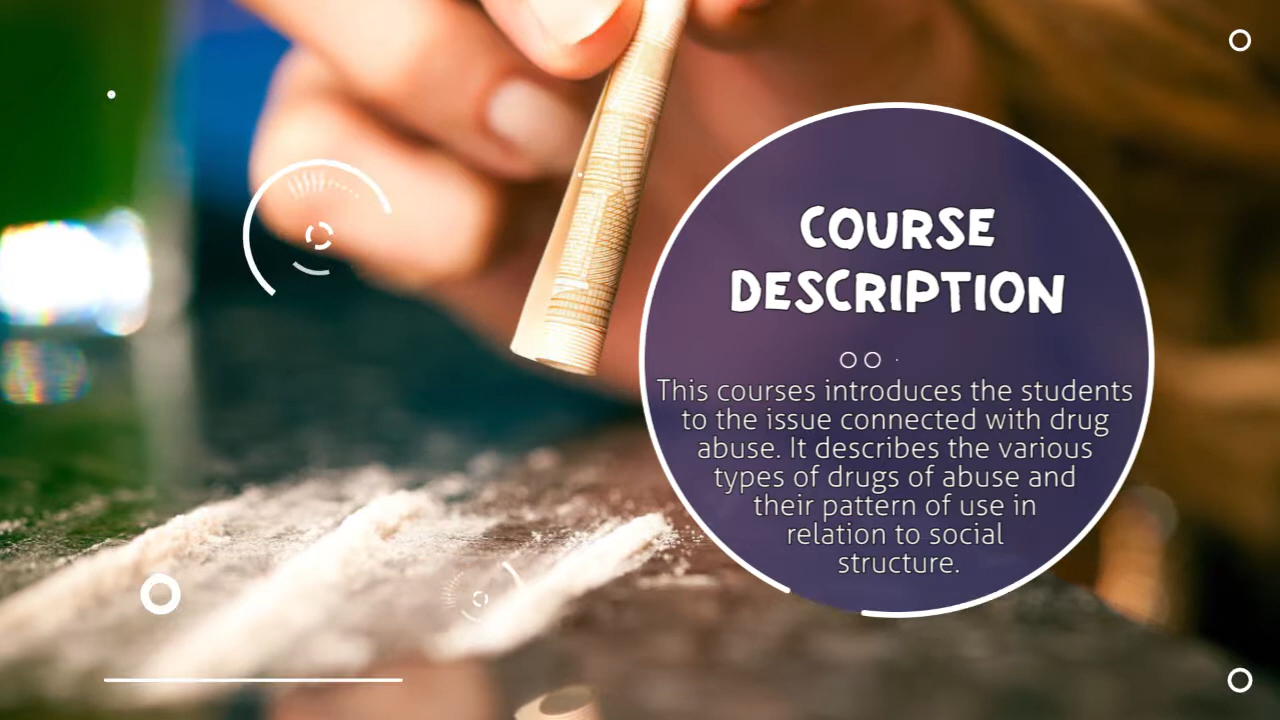 COURSE
DESCRIPTION
This courses introduces the students
to the issue connected with drug
abuse. It describes the various
types of drugs of abuse and
their pattern of use in
relation to social
structure.